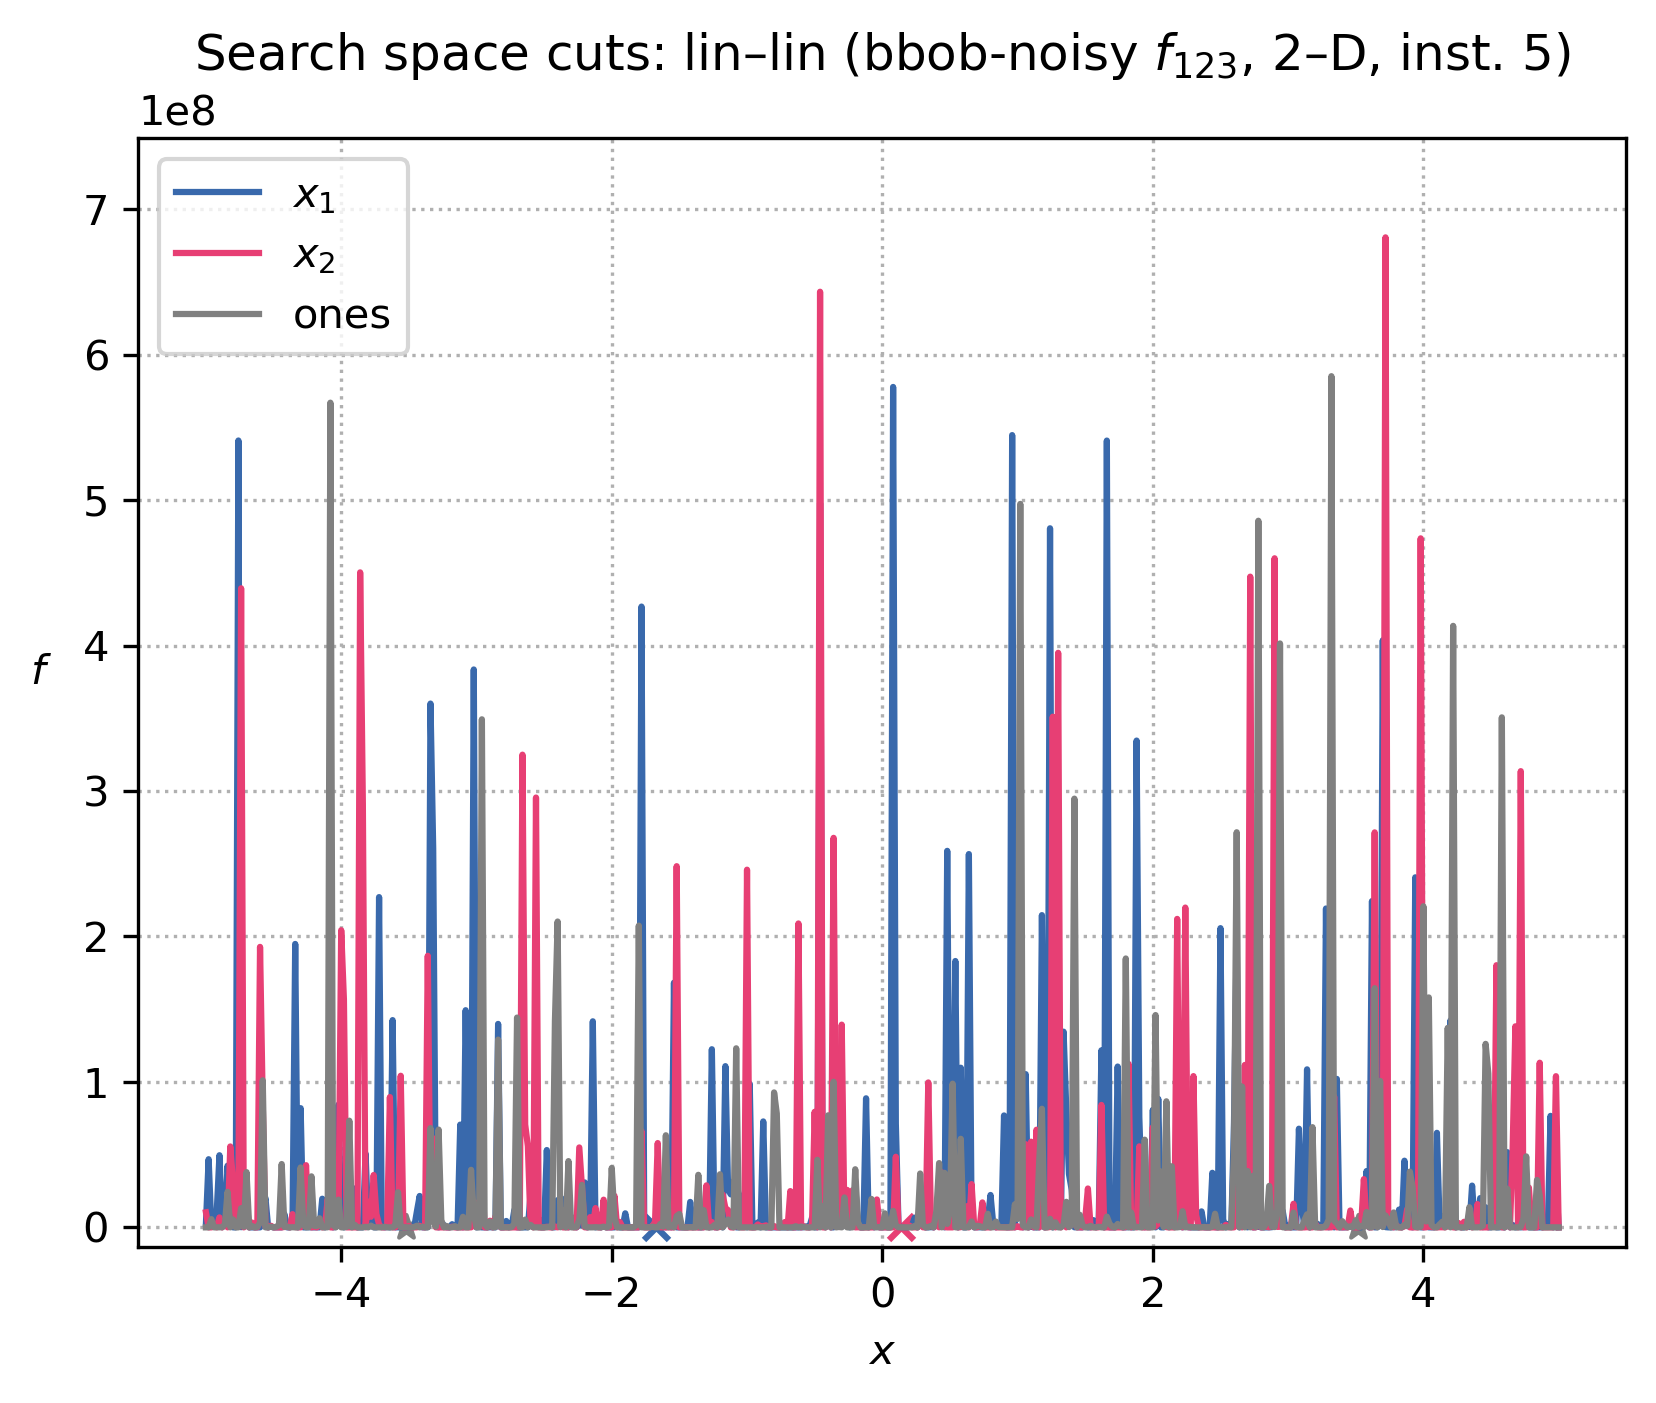 Search space cuts: lin–lin (bbob-noisy f₁₂₃, 2–D, inst. 5)
1e8
x₁
x₂
ones
7
6
5
4
3
2
1
0
f
−4 −2 0 2 4
x